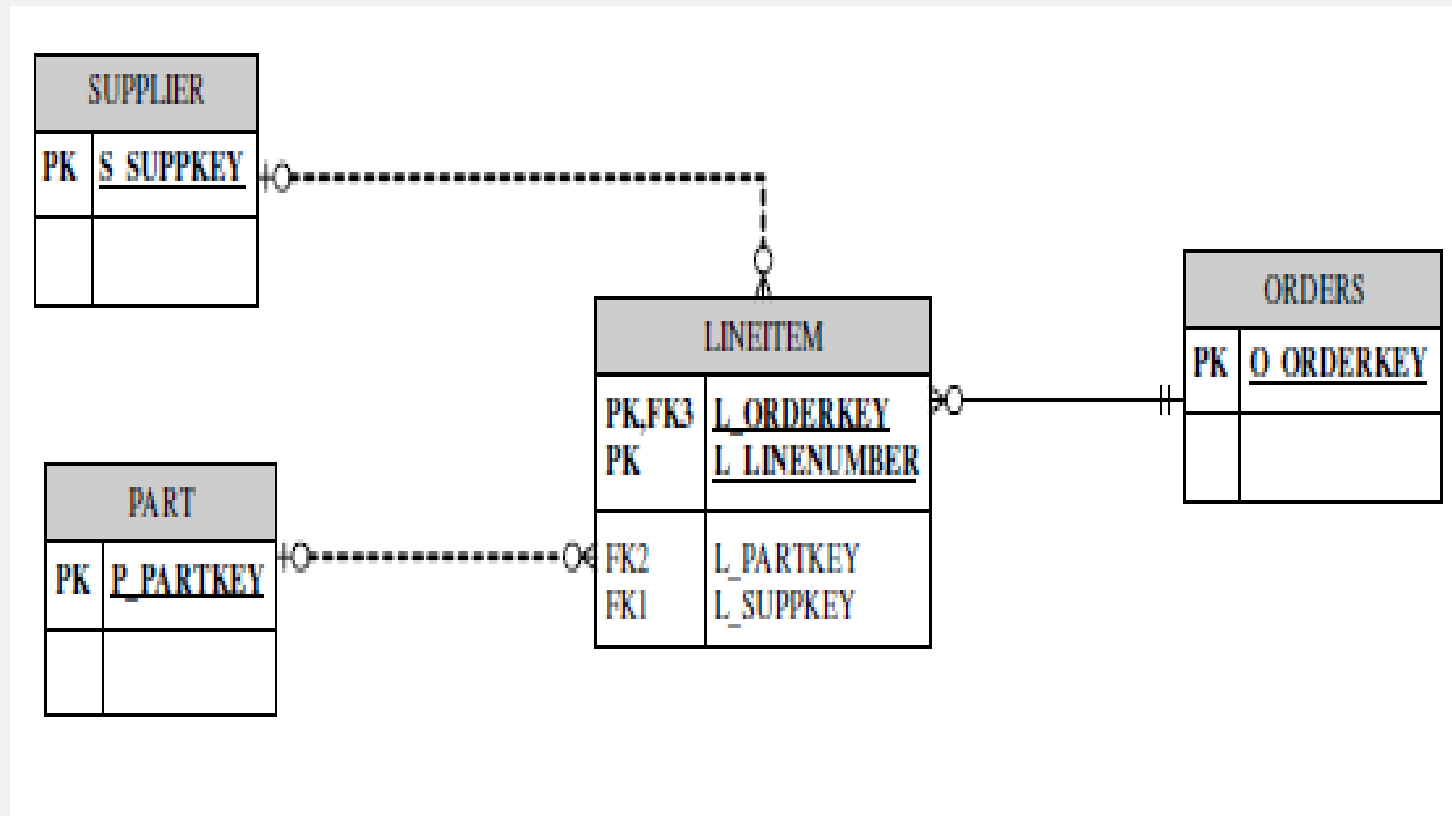 SUPPLIER
PK S_SUPPKEY
LINEITEM
PK,FK3 L_ORDERKEY
PK L_LINENUMBER
FK2 L_PARTKEY
FK1 L_SUPPKEY
ORDERS
PK O_ORDERKEY
PART
PK P_PARTKEY